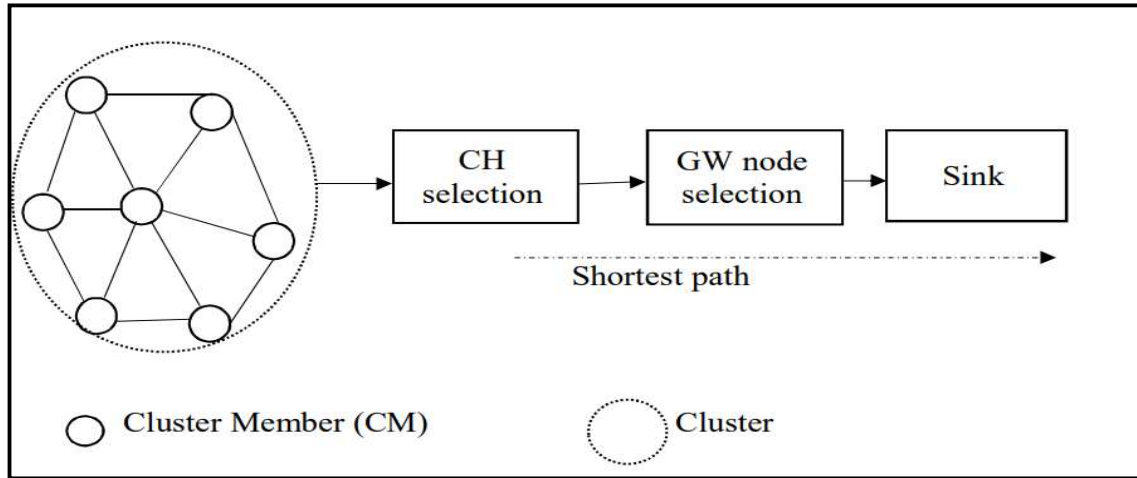 CH
selection
GW node
selection
Sink
Shortest path
Cluster Member (CM)
Cluster